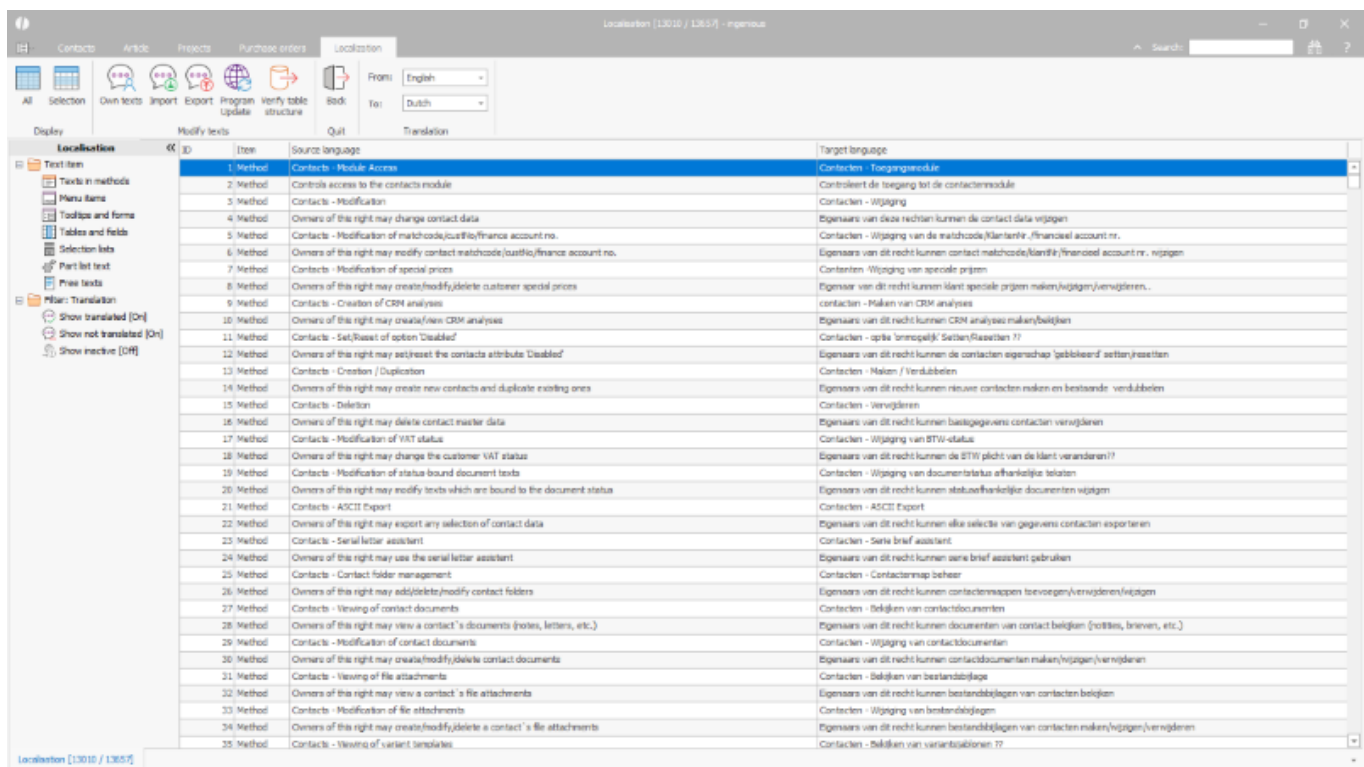 Localisation [13010 / 13657] - ingenious
Contacts Article Projects Purchase orders Localization Search: ?
All Selection Own texts Import Export Program Update Verify table structure Back From: English
To: Dutch
Display Modify texts Quit Translation
Localisation
Text item
Texts in methods
Menu items
Tooltips and forms
Tables and fields
Selection lists
Part list text
Free texts
Filter: Translation
Show translated [On]
Show not translated [On]
Show inective [Off]
ID Item Source language Target language
1 Method Contacts - Module Access Contacten - Toegangsmodule
2 Method Controls access to the contacts module Controleert de toegang tot de contactenmodule
3 Method Contacts - Modification Contacten - Wijziging
4 Method Owners of this right may change contact data Eigenaars van deze rechten kunnen de contact data wijzigen
5 Method Contacts - Modification of matchcode/custNo/finance account no. Contacten - Wijziging van de matchcode/KlantenNr./financieel account nr.
6 Method Owners of this right may modify contact matchcode/custNo/finance account no. Eigenaars van dit recht kunnen contact matchcode/klantNr/financieel account nr. wijzigen
7 Method Contacts - Modification of special prices Contanten -Wijziging van speciale prijzen
8 Method Owners of this right may create/modify/delete customer special prices Eigenaar van dit recht kunnen klant speciale prijzen maken/wijzigen/verwijderen..
9 Method Contacts - Creation of CRM analyses contacten - Maken van CRM analyses
10 Method Owners of this right may create/view CRM analyses Eigenaars van dit recht kunnen CRM analyses maken/bekijken
11 Method Contacts - Set/Reset of option 'Disabled' Contacten - optie 'onmogelijk' Setten/Resetten ??
12 Method Owners of this right may set/reset the contacts attribute 'Disabled' Eigenaars van dit recht kunnen de contacten eigenschap 'geblokeerd' setten/resetten
13 Method Contacts - Creation / Duplication Contacten - Maken / Verdubbelen
14 Method Owners of this right may create new contacts and duplicate existing ones Eigenaars van dit recht kunnen nieuwe contacten maken en bestaande verdubbelen
15 Method Contacts - Deletion Contacten - Verwijderen
16 Method Owners of this right may delete contact master data Eigenaars van dit recht kunnen basisgegevens contacten verwijderen
17 Method Contacts - Modification of VAT status Contacten - Wijziging van BTW-status
18 Method Owners of this right may change the customer VAT status Eigenaars van dit recht kunnen de BTW plicht van de klant veranderen??
19 Method Contacts - Modification of status-bound document texts Contacten - Wijziging van documentstatus afhankelijke teksten
20 Method Owners of this right may modify texts which are bound to the document status Eigenaars van dit recht kunnen statusafhankelijke documenten wijzigen
21 Method Contacts - ASCII Export Contacten - ASCII Export
22 Method Owners of this right may export any selection of contact data Eigenaars van dit recht kunnen elke selectie van gegevens contacten exporteren
23 Method Contacts - Serial letter assistent Contacten - Serie brief assistent
24 Method Owners of this right may use the serial letter assistent Eigenaars van dit recht kunnen serie brief assistent gebruiken
25 Method Contacts - Contact folder management Contacten - Contactenmap beheer
26 Method Owners of this right may add/delete/modify contact folders Eigenaars van dit recht kunnen contactenmappen toevoegen/verwijderen/wijzigen
27 Method Contacts - Viewing of contact documents Contacten - Bekijken van contactdocumenten
28 Method Owners of this right may view a contact`s documents (notes, letters, etc.) Eigenaars van dit recht kunnen documenten van contact bekijken (notities, brieven, etc.)
29 Method Contacts - Modification of contact documents Contacten - Wijziging van contactdocumenten
30 Method Owners of this right may create/modify/delete contact documents Eigenaars van dit recht kunnen contactdocumenten maken/wijzigen/verwijderen
31 Method Contacts - Viewing of file attachments Contacten - Bekijken van bestandsbijlage
32 Method Owners of this right may view a contact`s file attachments Eigenaars van dit recht kunnen bestandsbijlagen van contacten bekijken
33 Method Contacts - Modification of file attachments Contacten - Wijziging van bestandsbijlagen
34 Method Owners of this right may create/modify/delete a contact`s file attachments Eigenaars van dit recht kunnen bestandsbijlagen van contacten maken/wijzigen/verwijderen
35 Method Contacts - Viewing of variant templates Contacten - Bekijken van variantsjablonen ??
Localisation [13010 / 13657]